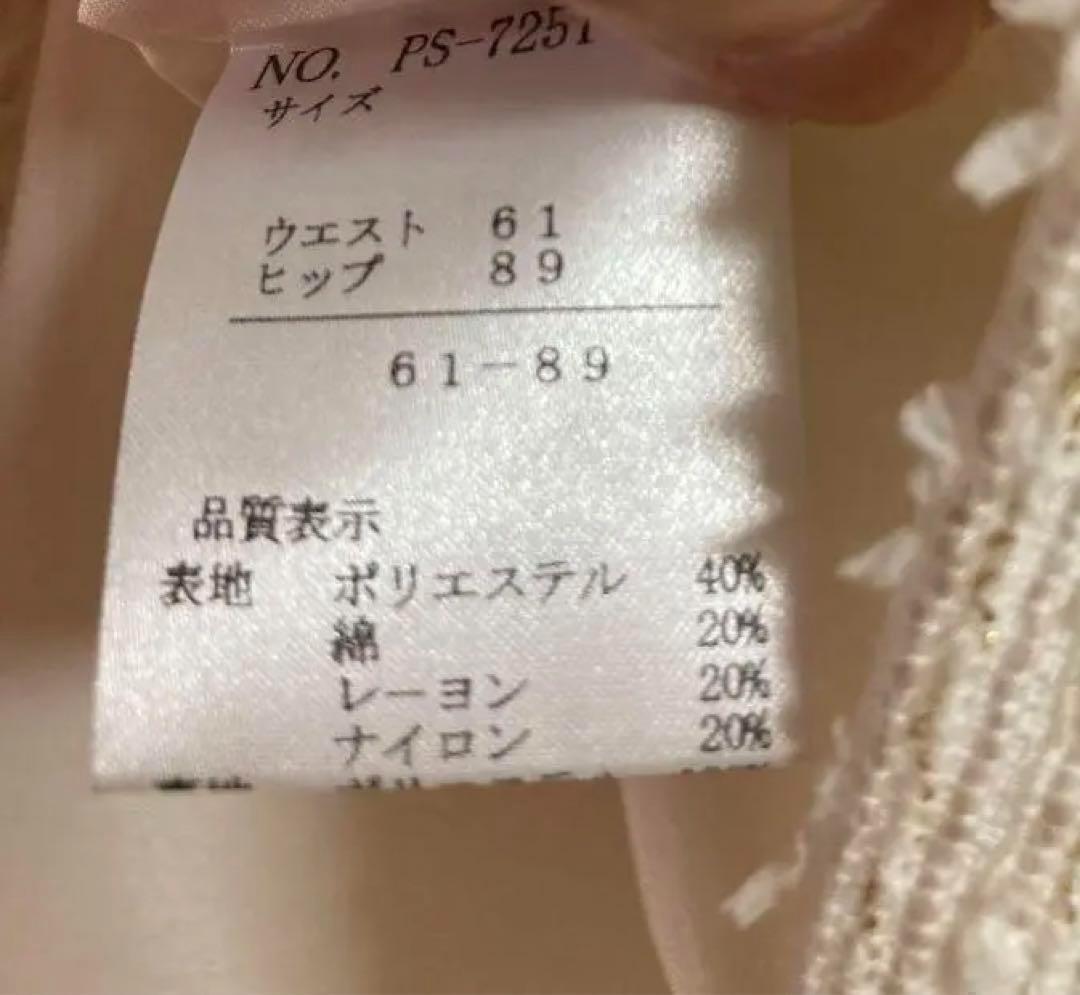 NO. PS-7251
サイズ
ウエスト 61
ヒップ 89
61-89
品質表示
表地 ポリエステル 40%
綿 20%
レーヨン 20%
ナイロン 20%